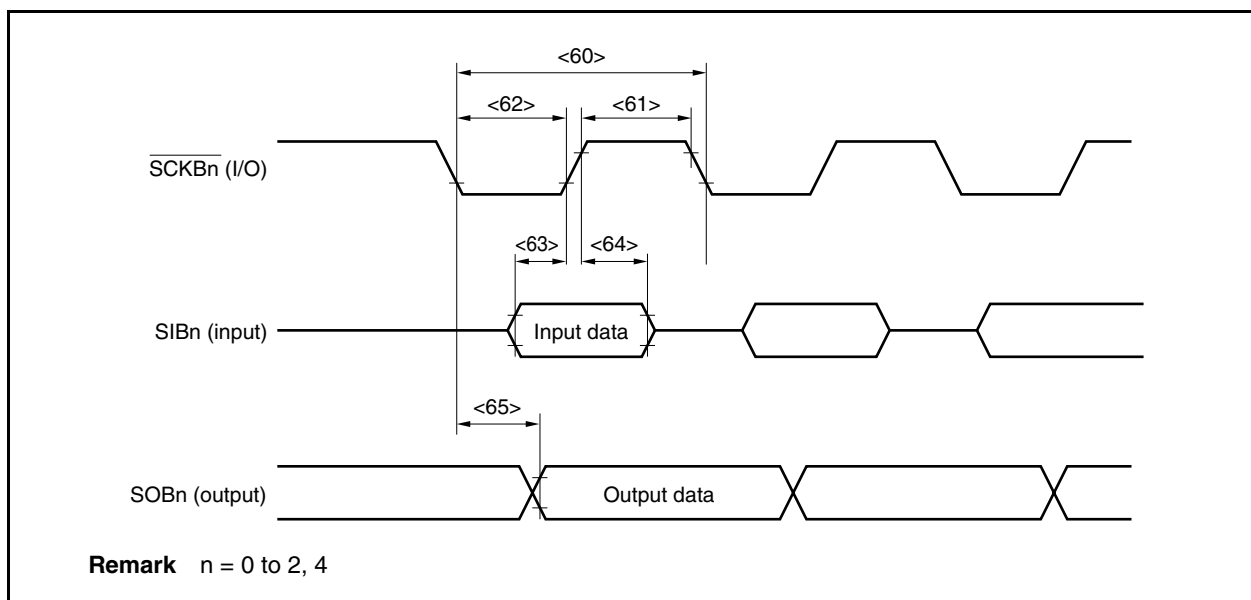 <60>
<62>
<61>
SCKBn (I/O)
<63>
<64>
SIBn (input)
Input data
<65>
SOBn (output)
Output data
Remark n = 0 to 2, 4